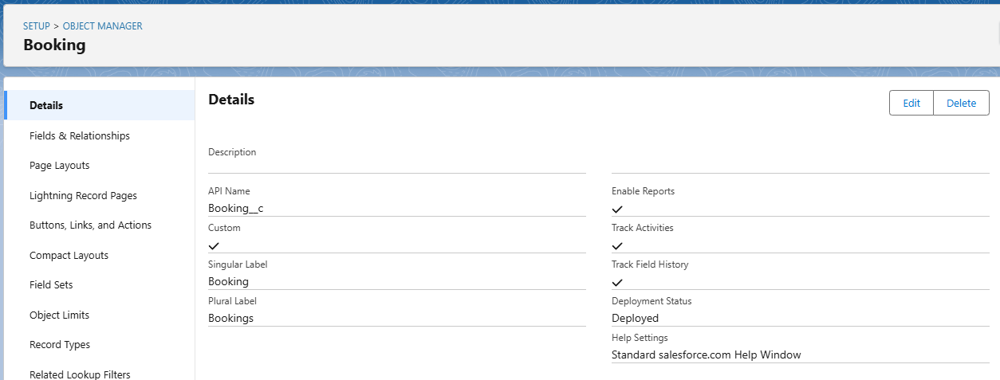 SETUP > OBJECT MANAGER
Booking
Details
Fields & Relationships
Page Layouts
Lightning Record Pages
Buttons, Links, and Actions
Compact Layouts
Field Sets
Object Limits
Record Types
Related Lookup Filters
Details
Edit Delete
Description
API Name
Booking__c
Custom
Singular Label
Booking
Plural Label
Bookings
Enable Reports
Track Activities
Track Field History
Deployment Status
Deployed
Help Settings
Standard salesforce.com Help Window